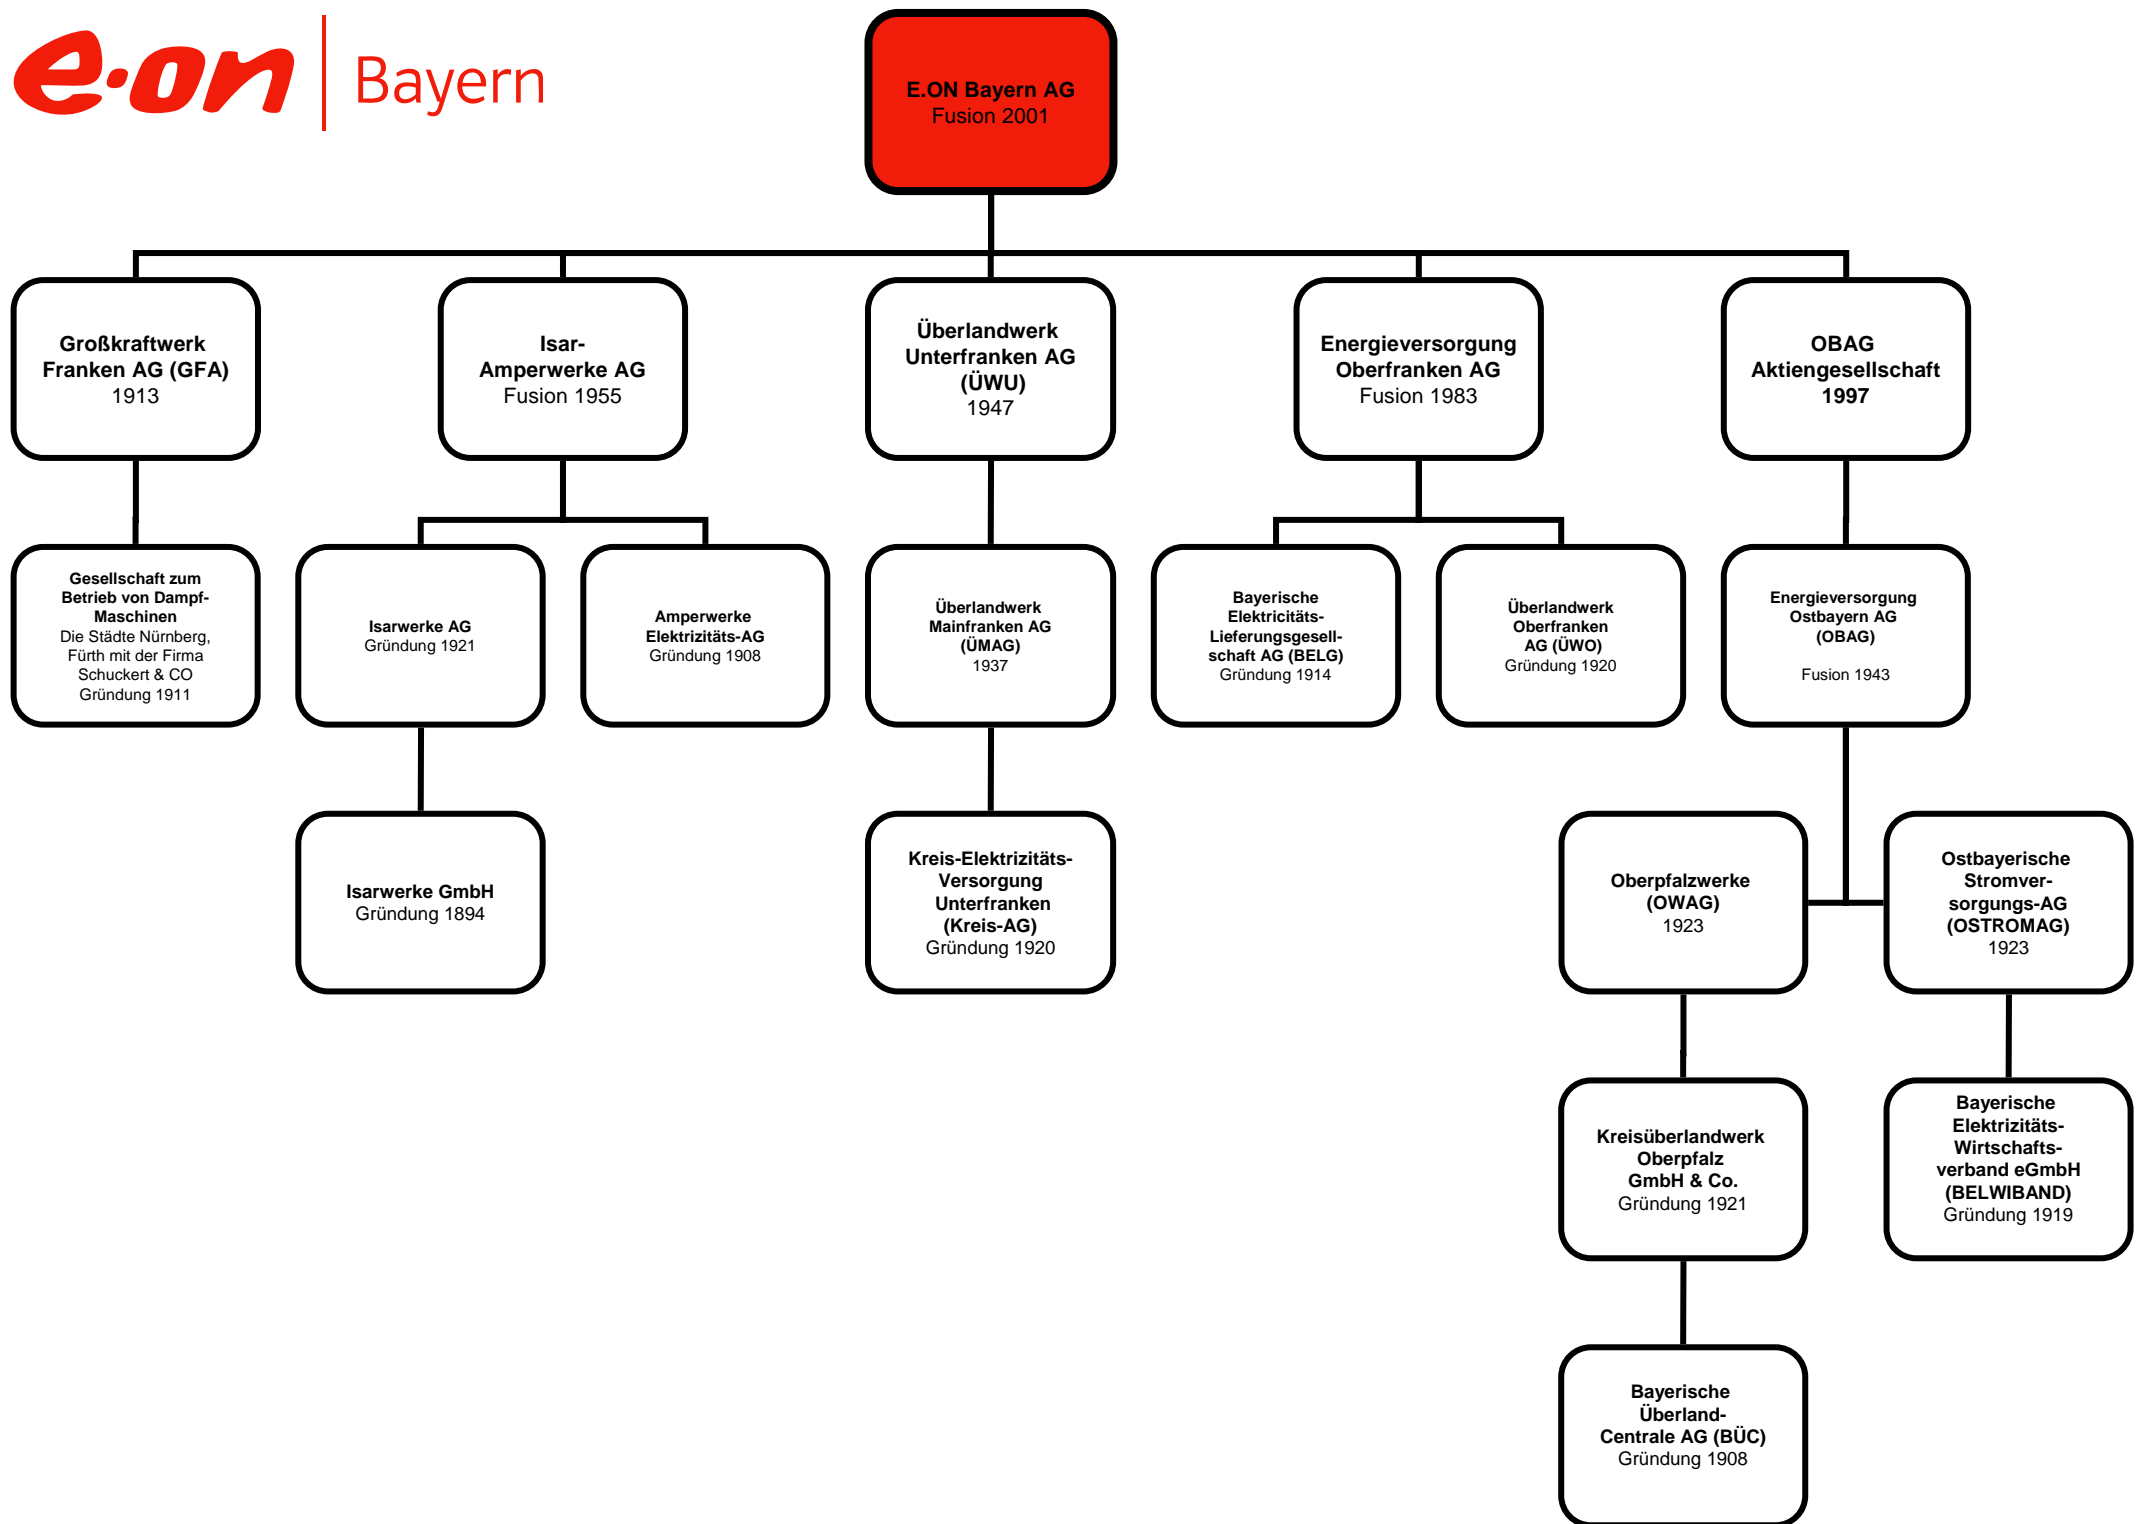 e·on Bayern
E.ON Bayern AG
Fusion 2001
Großkraftwerk
Franken AG (GFA)
1913
Isar-
Amperwerke AG
Fusion 1955
Überlandwerk
Unterfranken AG
(ÜWU)
1947
Energieversorgung
Oberfranken AG
Fusion 1983
OBAG
Aktiengesellschaft
1997
Gesellschaft zum
Betrieb von Dampf-
Maschinen
Die Städte Nürnberg,
Fürth mit der Firma
Schuckert & CO
Gründung 1911
Isarwerke AG
Gründung 1921
Amperwerke
Elektrizitäts-AG
Gründung 1908
Überlandwerk
Mainfranken AG
(ÜMAG)
1937
Bayerische
Elektricitäts-
Lieferungsgesell-
schaft AG (BELG)
Gründung 1914
Überlandwerk
Oberfranken
AG (ÜWO)
Gründung 1920
Energieversorgung
Ostbayern AG
(OBAG)
Fusion 1943
Isarwerke GmbH
Gründung 1894
Kreis-Elektrizitäts-
Versorgung
Unterfranken
(Kreis-AG)
Gründung 1920
Oberpfalzwerke
(OWAG)
1923
Ostbayerische
Stromver-
sorgungs-AG
(OSTROMAG)
1923
Kreisüberlandwerk
Oberpfalz
GmbH & Co.
Gründung 1921
Bayerische
Elektrizitäts-
Wirtschafts-
verband eGmbH
(BELWIBAND)
Gründung 1919
Bayerische
Überland-
Centrale AG (BÜC)
Gründung 1908